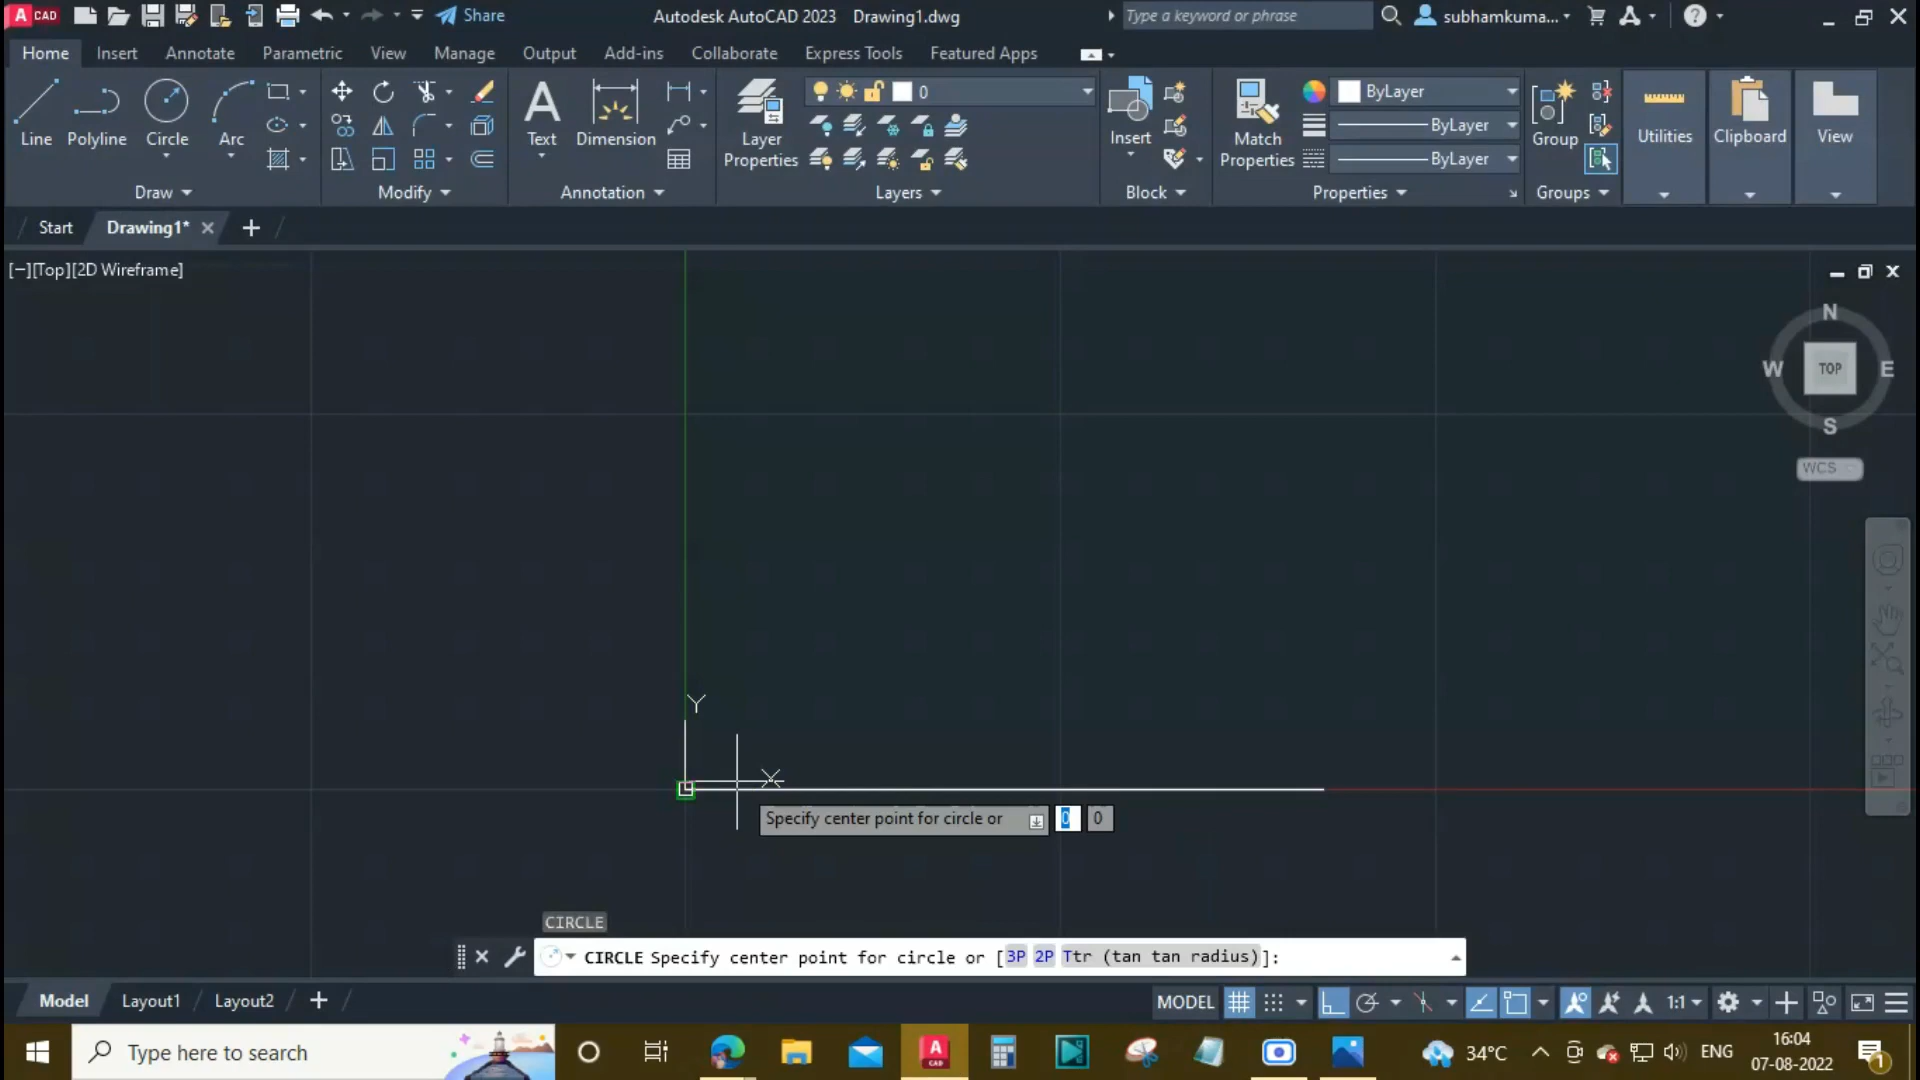 A CAD
Share
Autodesk AutoCAD 2023 Drawing1.dwg
Type a keyword or phrase
subhamkuma...
Home Insert Annotate Parametric View Manage Output Add-ins Collaborate Express Tools Featured Apps
Line Polyline Circle Arc
Text Dimension
Layer Properties
0
Insert
Match Properties
ByLayer
ByLayer
ByLayer
Group
Utilities
Clipboard
View
Draw Modify Annotation Layers Block Properties Groups
Start Drawing1*
[−][Top][2D Wireframe]
N
W TOP E
S
WCS
Y
X
Specify center point for circle or 0 0
CIRCLE
CIRCLE Specify center point for circle or [3P 2P Ttr (tan tan radius)]:
Model Layout1 Layout2
MODEL 1:1
Type here to search
A CAD
34°C
ENG
16:04
07-08-2022
1